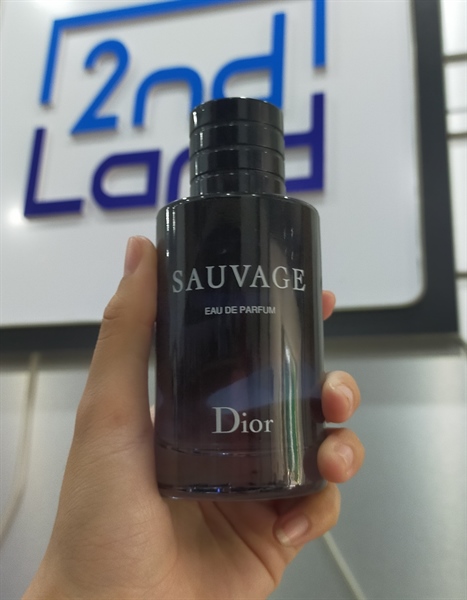 2nd
Land
SAUVAGE
EAU DE PARFUM
Dior